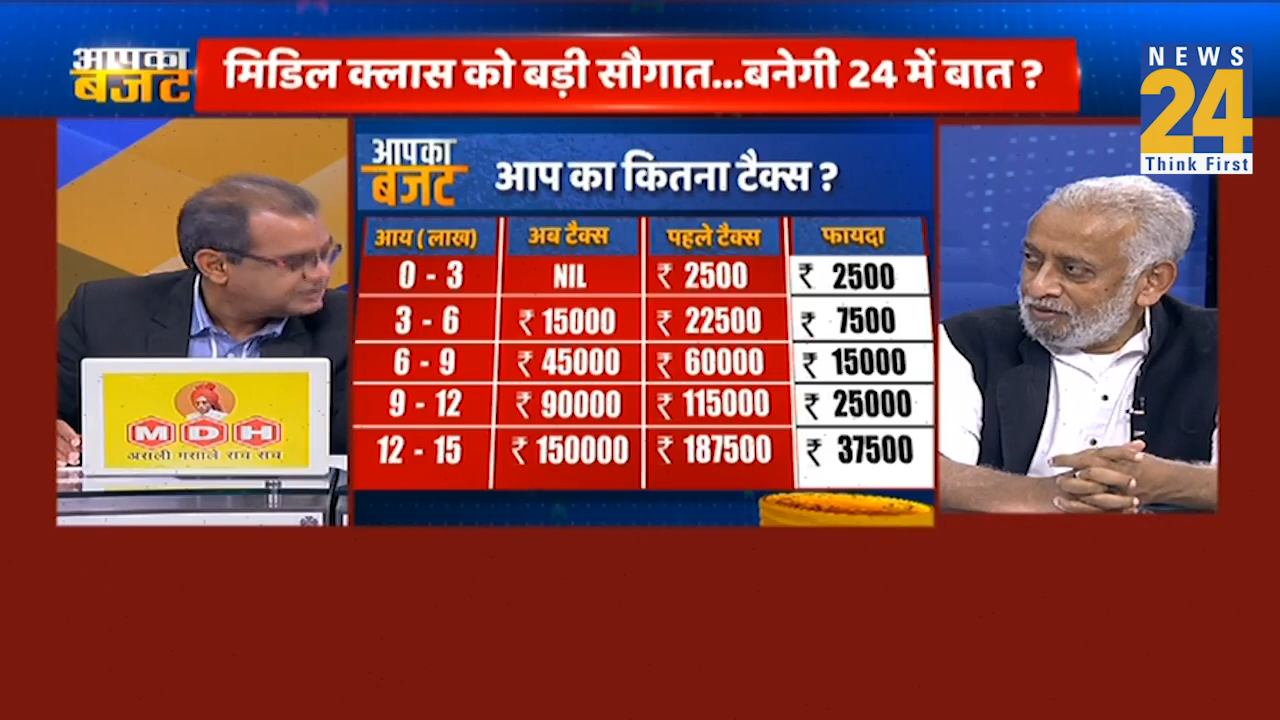 आपका
बजट
मिडिल क्लास को बड़ी सौगात...बनेगी 24 में बात ?
NEWS
24
Think First
आपका
बजट
आप का कितना टैक्स ?
आय ( लाख) अब टैक्स पहले टैक्स फायदा
0 - 3 NIL ₹ 2500 ₹ 2500
3 - 6 ₹ 15000 ₹ 22500 ₹ 7500
6 - 9 ₹ 45000 ₹ 60000 ₹ 15000
9 - 12 ₹ 90000 ₹ 115000 ₹ 25000
12 - 15 ₹ 150000 ₹ 187500 ₹ 37500
MDH
असली मसाले सच सच